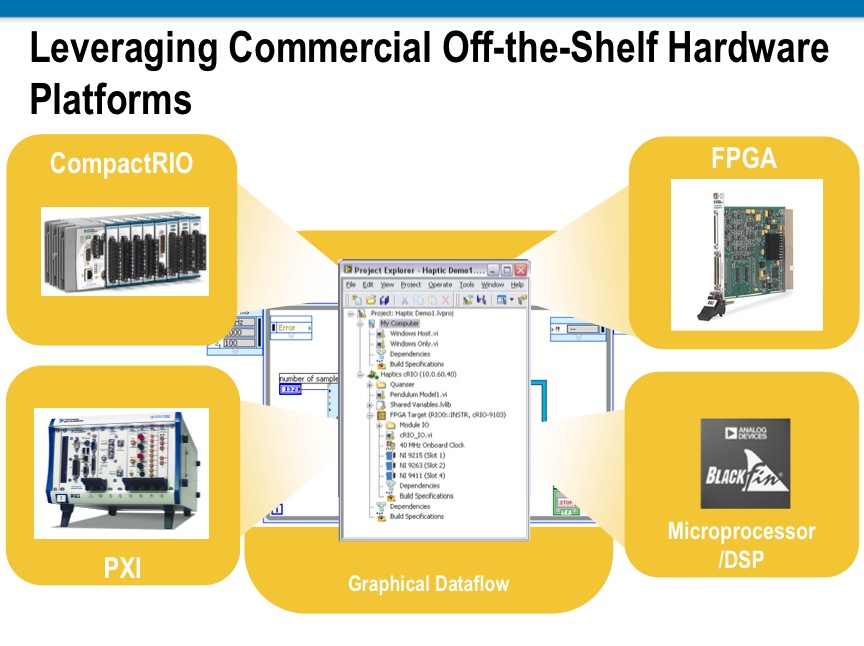 Leveraging Commercial Off-the-Shelf Hardware
Platforms
CompactRIO
FPGA
Project Explorer - Haptic Demo1....
File Edit View Project Operate Tools Window Help
Project: Haptic Demo1.lvproj
My Computer
Windows Host.vi
Windows Only.vi
Dependencies
Build Specifications
Haptics cRIO (10.0.60.40)
Quanser
Pendulum Model1.vi
Shared Variables.lvlib
FPGA Target (RIO0::INSTR, cRIO-9103)
Module IO
cRIO_IO.vi
40 MHz Onboard Clock
NI 9215 (Slot 1)
NI 9263 (Slot 2)
NI 9411 (Slot 4)
Dependencies
Build Specifications
Dependencies
Build Specifications
Error
number of sample
I32
STOP
PXI
PXI
ANALOG
DEVICES
BLACKfin
Microprocessor
/DSP
Graphical Dataflow